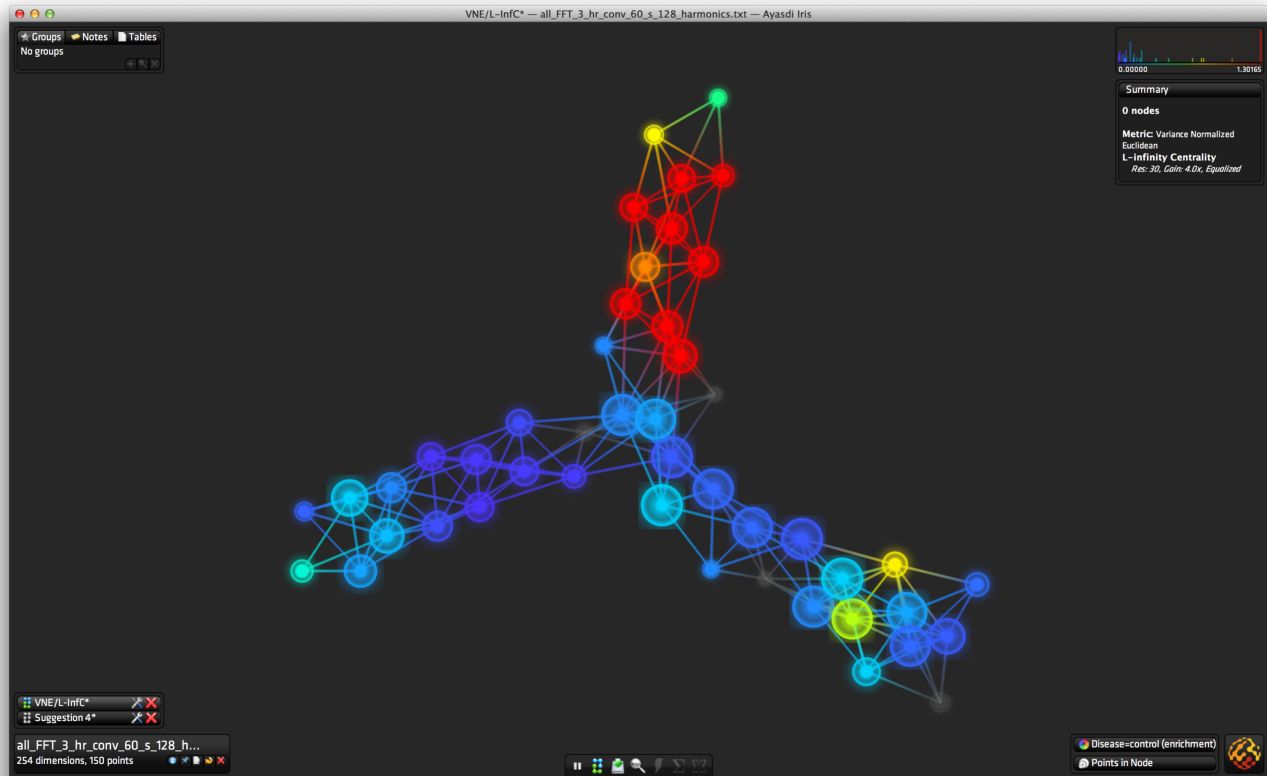 VNE/L-InfC* — all_FFT_3_hr_conv_60_s_128_harmonics.txt — Ayasdi Iris
Groups Notes Tables
No groups
0.00000 1.30165
Summary
0 nodes
Metric: Variance Normalized
Euclidean
L-infinity Centrality
Res: 30, Gain: 4.0x, Equalized
VNE/L-InfC*
Suggestion 4*
all_FFT_3_hr_conv_60_s_128_h...
254 dimensions, 150 points
Disease=control (enrichment)
Points in Node